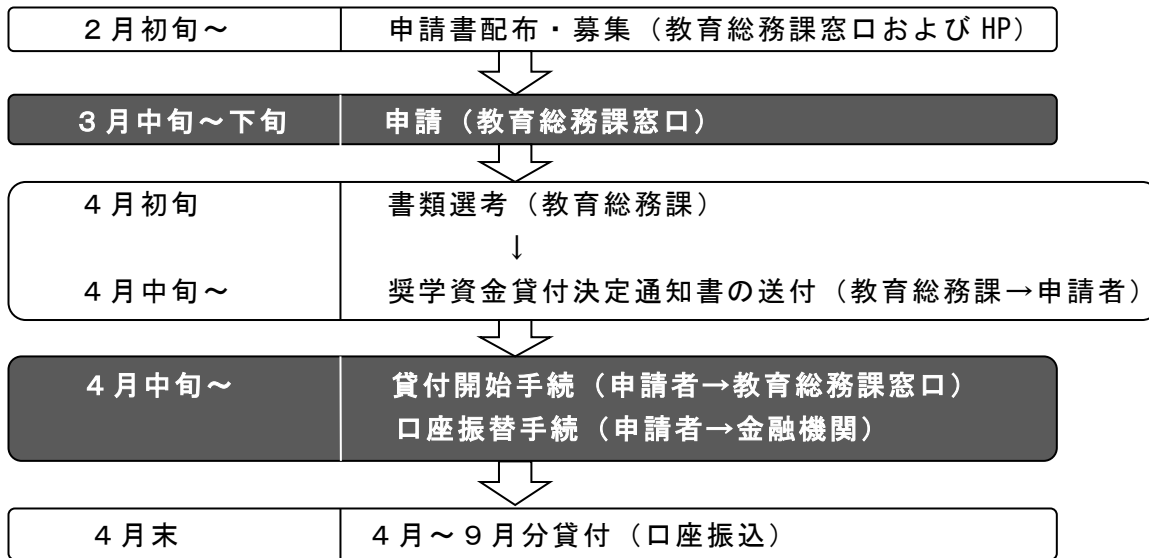 ２月初旬～ 申請書配布・募集（教育総務課窓口および HP）
３月中旬～下旬 申請（教育総務課窓口）
４月初旬 書類選考（教育総務課）
↓
４月中旬～ 奨学資金貸付決定通知書の送付（教育総務課→申請者）
４月中旬～ 貸付開始手続（申請者→教育総務課窓口）
口座振替手続（申請者→金融機関）
４月末 ４月～９月分貸付（口座振込）